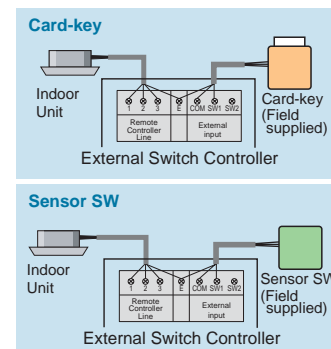 Card-key
Indoor
Unit
1 2 3 E COM SW1 SW2
Remote
Controller
Line
External
input
Card-key
(Field
supplied)
External Switch Controller
Sensor SW
Indoor
Unit
1 2 3 E COM SW1 SW2
Remote
Controller
Line
External
input
Sensor SW
(Field
supplied)
External Switch Controller